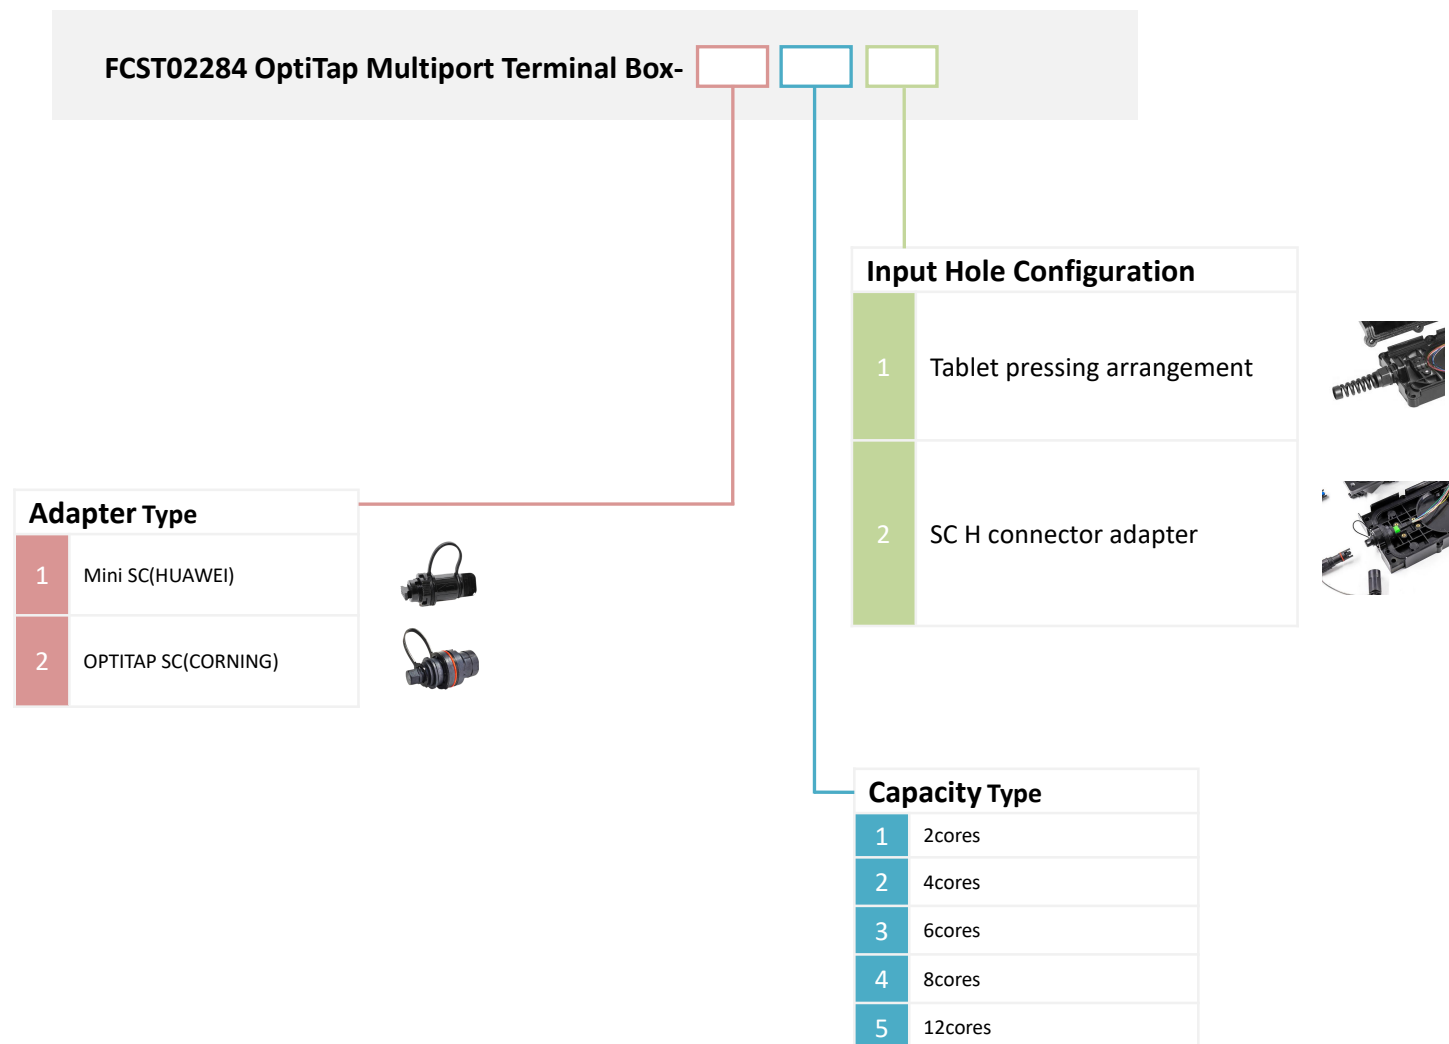 FCST02284 OptiTap Multiport Terminal Box-
Input Hole Configuration
1 Tablet pressing arrangement
2 SC H connector adapter
Adapter Type
1 Mini SC(HUAWEI)
2 OPTITAP SC(CORNING)
Capacity Type
1 2cores
2 4cores
3 6cores
4 8cores
5 12cores